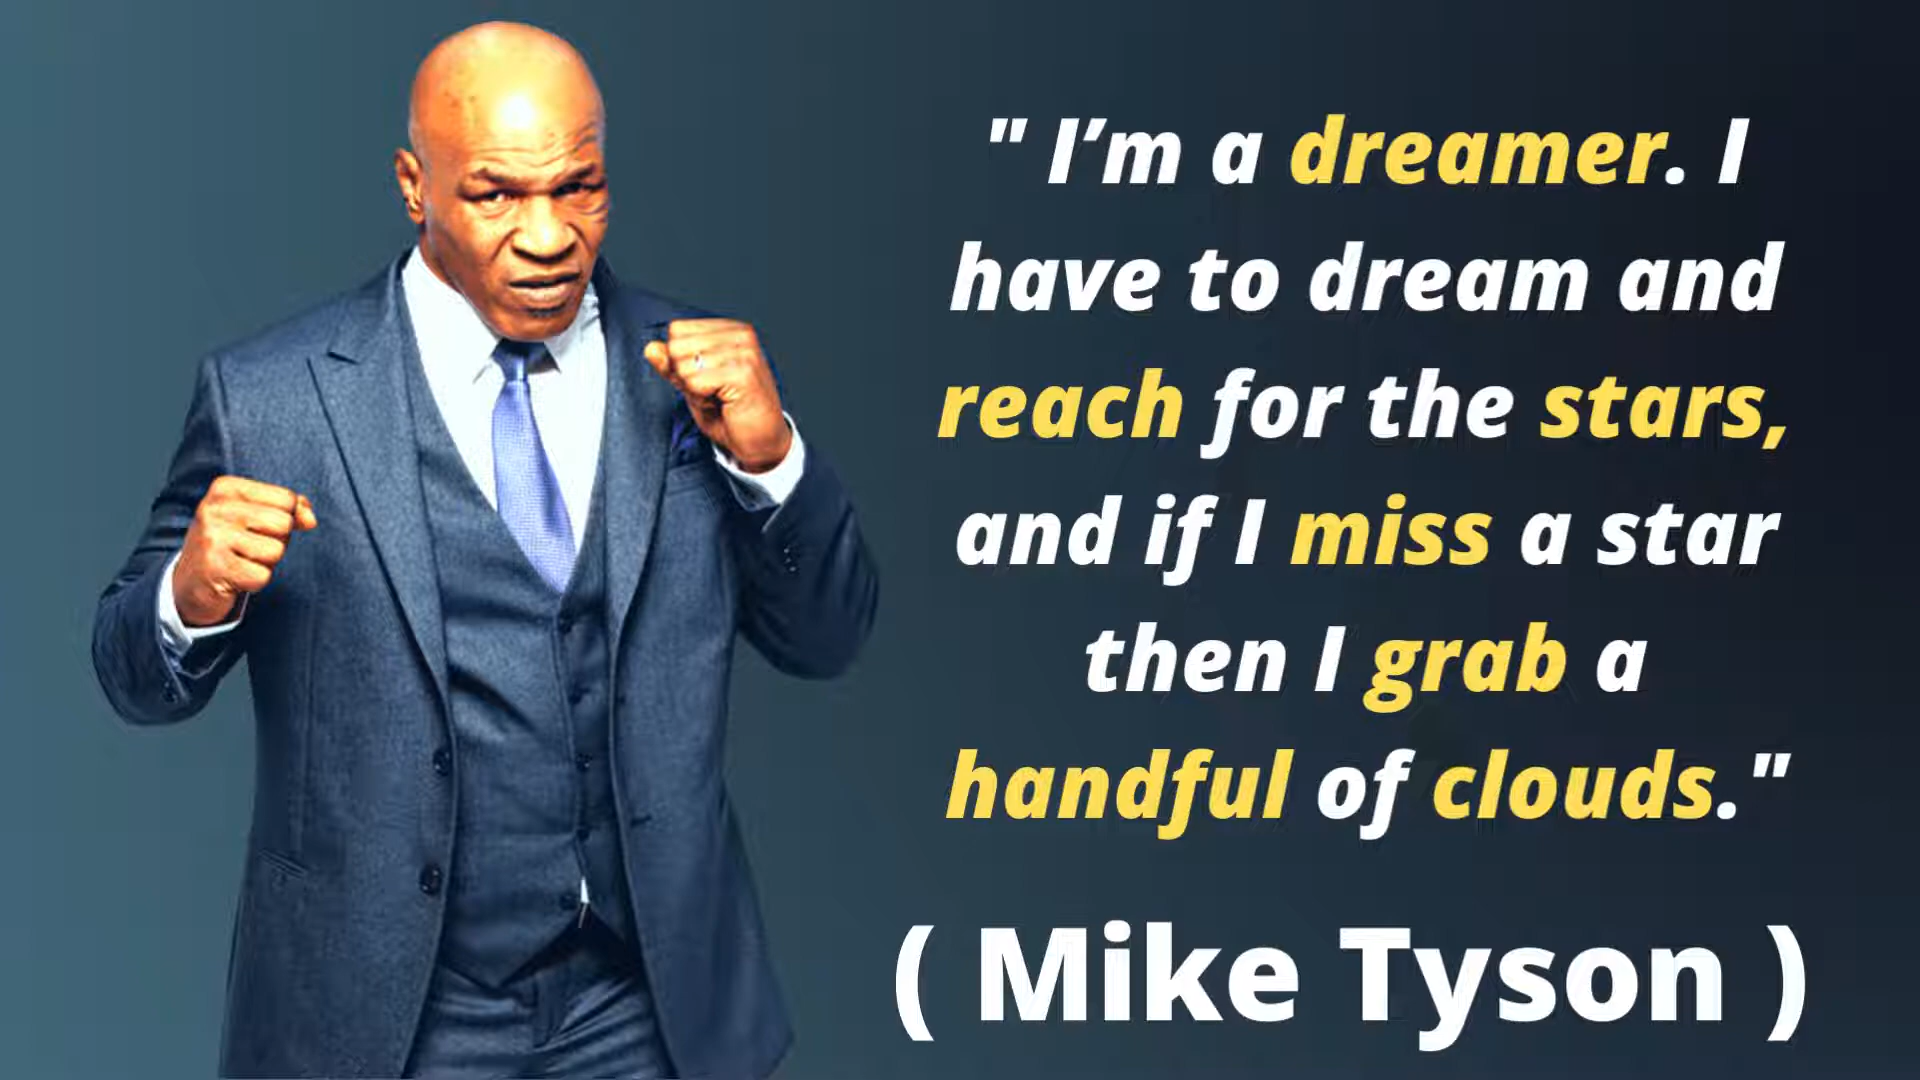 " I’m a dreamer. I
have to dream and
reach for the stars,
and if I miss a star
then I grab a
handful of clouds."
( Mike Tyson )